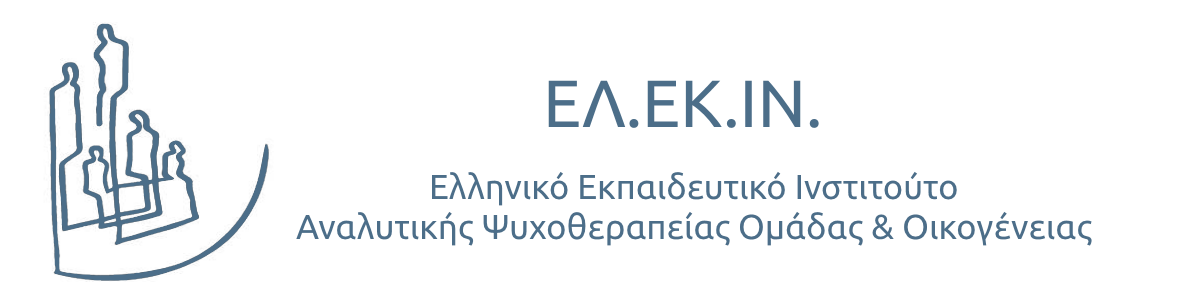 ΕΛ.ΕΚ.ΙΝ.
Ελληνικό Εκπαιδευτικό Ινστιτούτο
Αναλυτικής Ψυχοθεραπείας Ομάδας & Οικογένειας